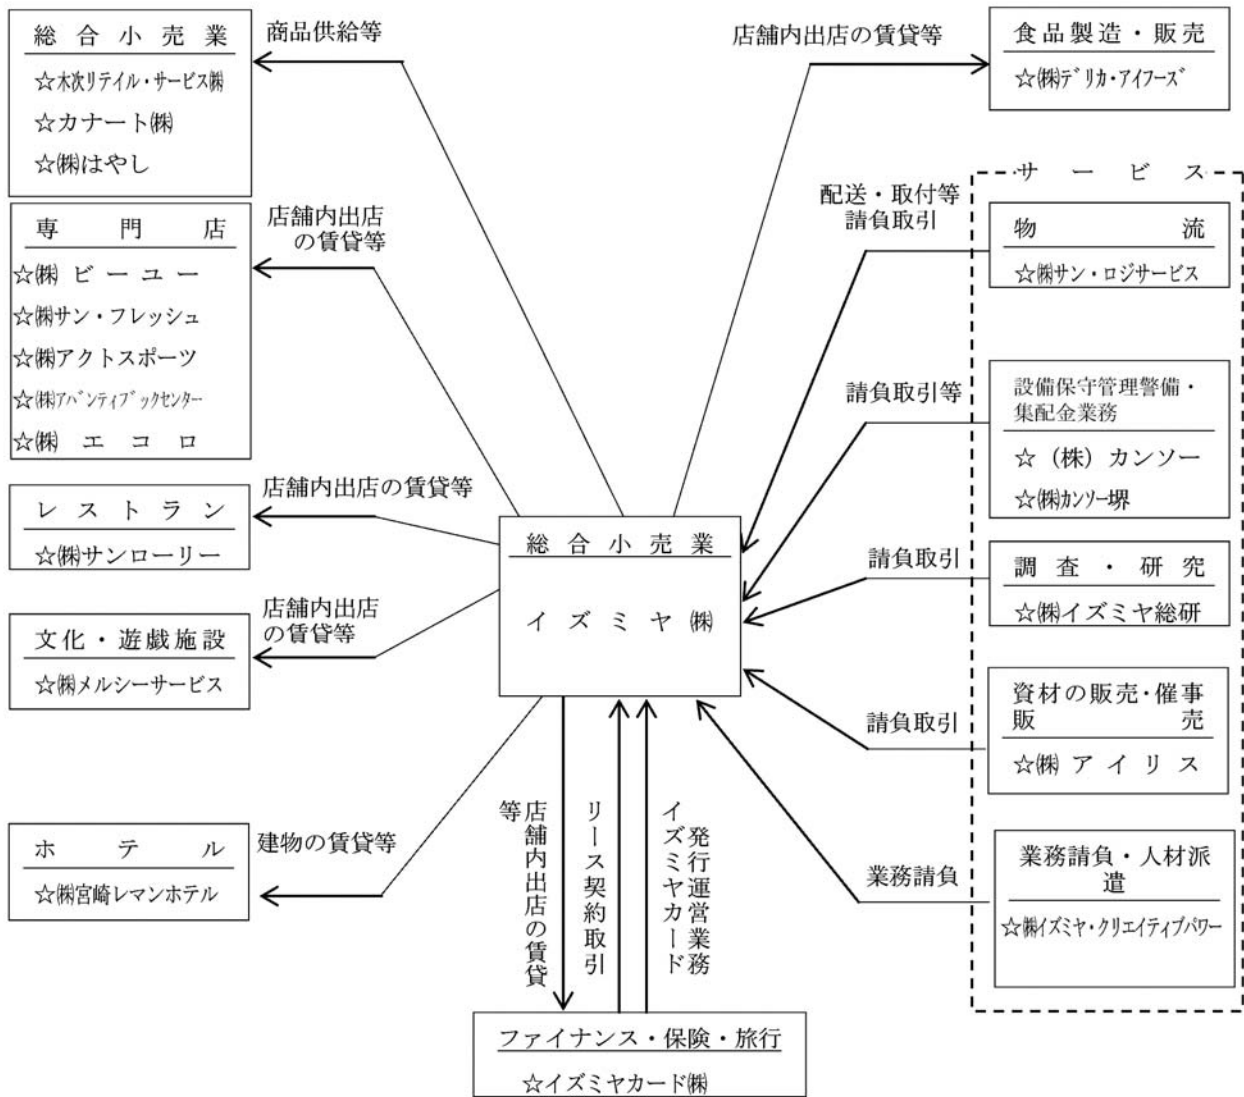 総合小売業
☆木次リテイル・サービス㈱
☆カナート㈱
☆㈱はやし
商品供給等
専門店
☆㈱ビーユー
☆㈱サン・フレッシュ
☆㈱アクトスポーツ
☆㈱アバンティブックセンター
☆㈱エコロ
店舗内出店
の賃貸等
レストラン
☆㈱サンローリー
店舗内出店の賃貸等
文化・遊戯施設
☆㈱メルシーサービス
店舗内出店
の賃貸等
ホテル
☆㈱宮崎レマンホテル
建物の賃貸等
総合小売業
イズミヤ㈱
店舗内出店の賃貸
等
リース契約取引
イズミヤカード
発行運営業務
ファイナンス・保険・旅行
☆イズミヤカード㈱
店舗内出店の賃貸等
食品製造・販売
☆㈱デリカ・アイフーズ
サービス
配送・取付等
請負取引
物流
☆㈱サン・ロジサービス
請負取引等
設備保守管理警備・
集配金業務
☆（株）カンソー
☆㈱カンソー堺
請負取引
調査・研究
☆㈱イズミヤ総研
請負取引
資材の販売・催事
販売
☆㈱アイリス
業務請負
業務請負・人材派
遣
☆㈱イズミヤ・クリエイティブパワー